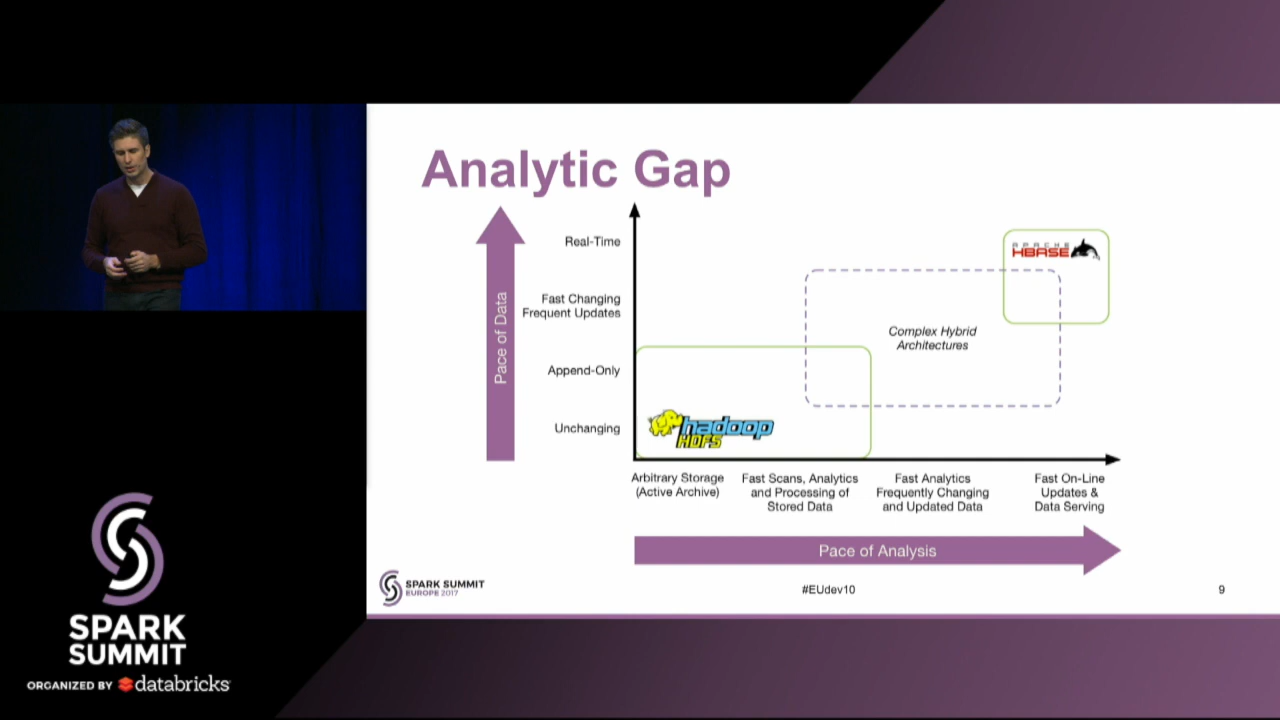 Analytic Gap
Pace of Data
Real-Time
Fast Changing
Frequent Updates
Append-Only
Unchanging
APACHE
HBASE
Complex Hybrid
Architectures
hadoop
HDFS
Arbitrary Storage
(Active Archive)
Fast Scans, Analytics
and Processing of
Stored Data
Fast Analytics
Frequently Changing
and Updated Data
Fast On-Line
Updates &
Data Serving
Pace of Analysis
SPARK SUMMIT
EUROPE 2017
#EUdev10
9
SPARK
SUMMIT
ORGANIZED BY databricks